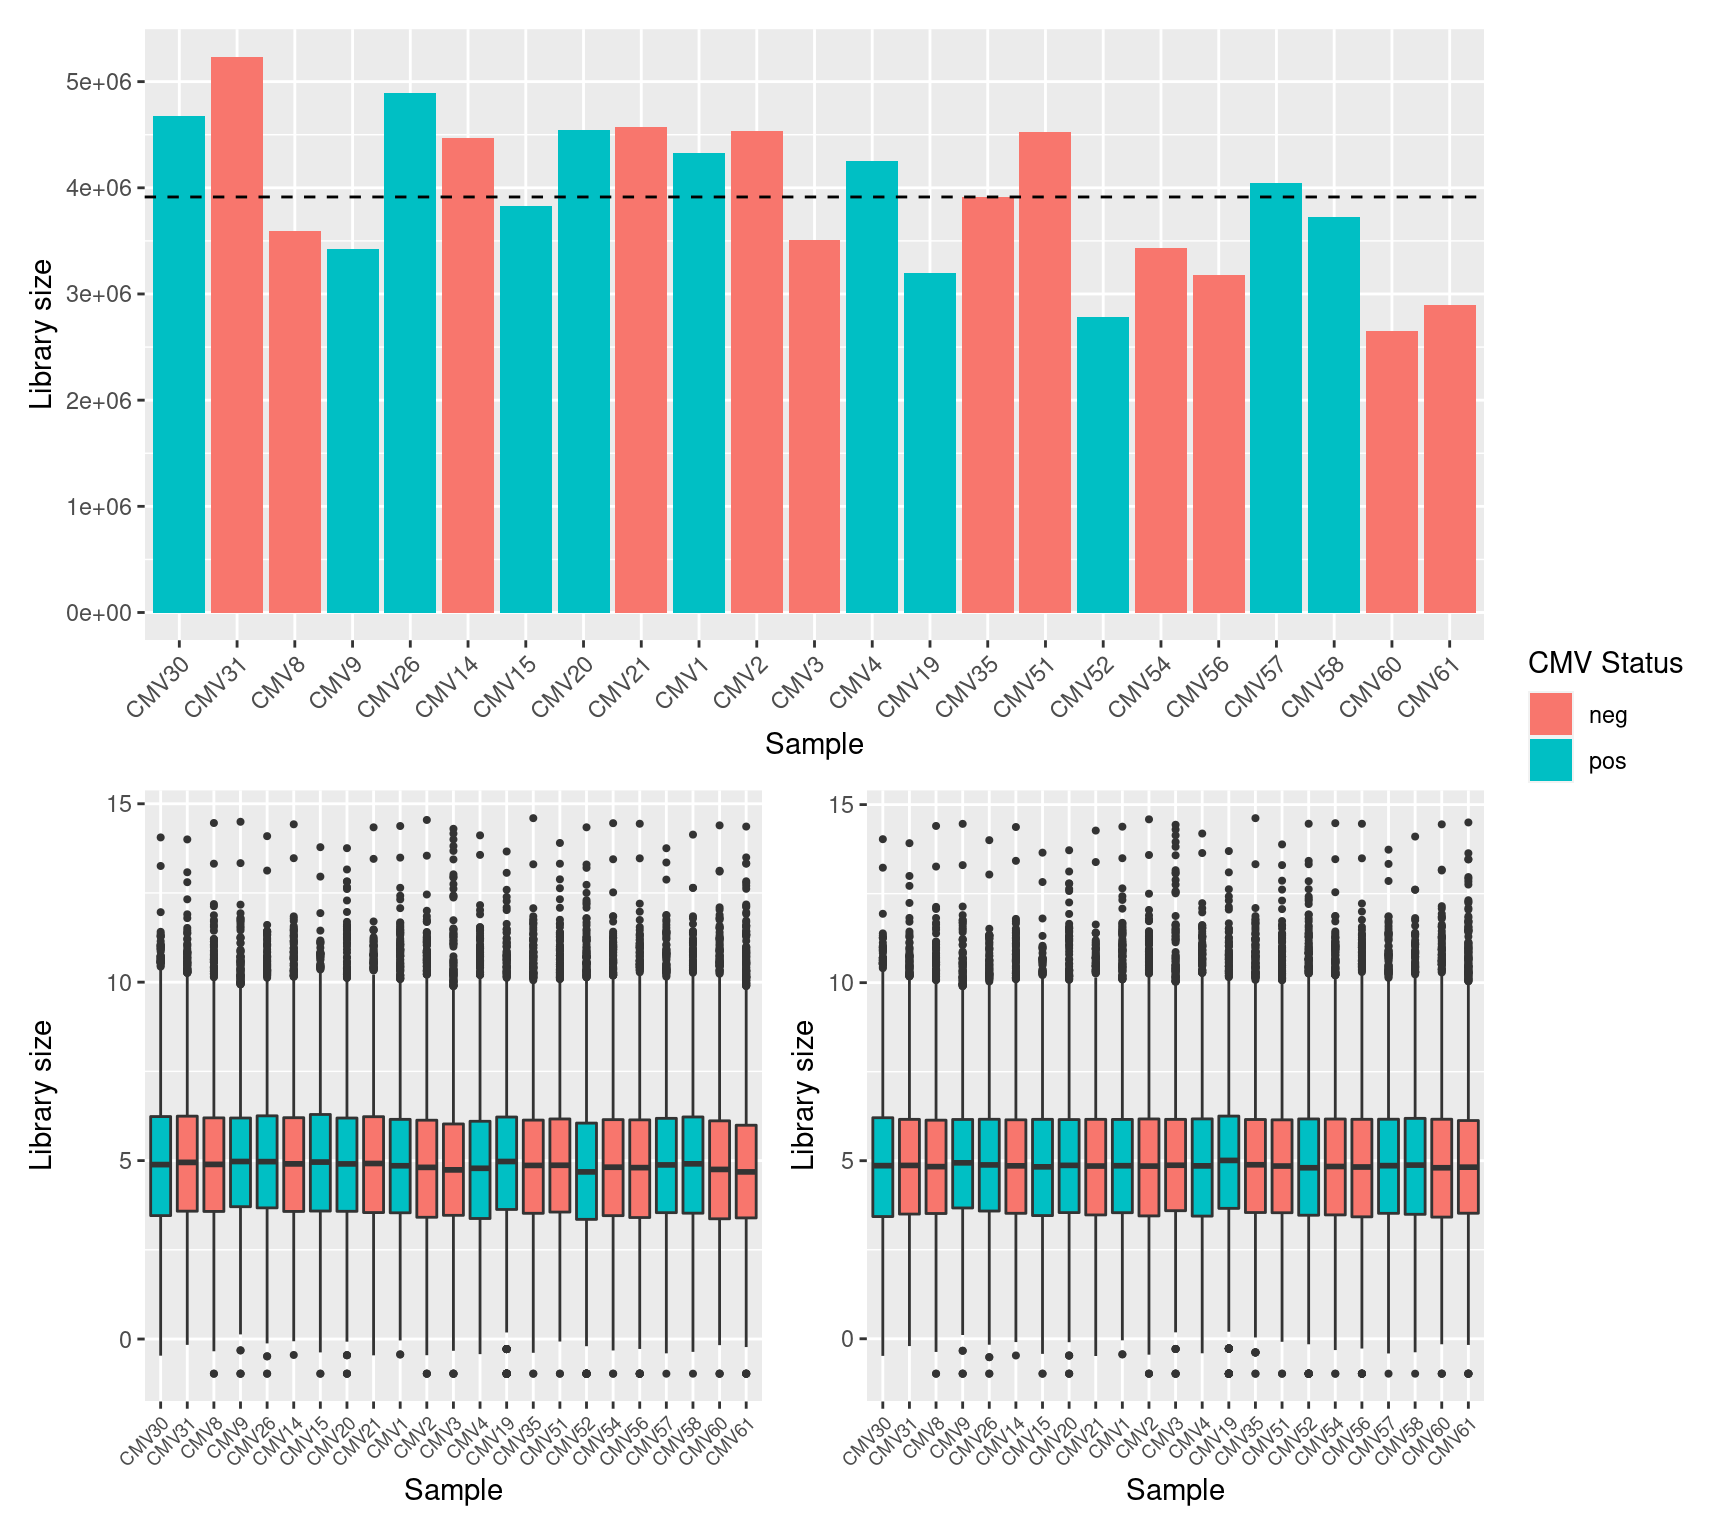 5e+06
4e+06
3e+06
2e+06
1e+06
0e+00
Library size
CMV30 CMV31 CMV8 CMV9 CMV26 CMV14 CMV15 CMV20 CMV21 CMV1 CMV2 CMV3 CMV4 CMV19 CMV35 CMV51 CMV52 CMV54 CMV56 CMV57 CMV58 CMV60 CMV61
Sample
CMV Status
neg
pos
15
10
5
0
Library size
CMV30 CMV31 CMV8 CMV9 CMV26 CMV14 CMV15 CMV20 CMV21 CMV1 CMV2 CMV3 CMV4 CMV19 CMV35 CMV51 CMV52 CMV54 CMV56 CMV57 CMV58 CMV60 CMV61
Sample
15
10
5
0
Library size
CMV30 CMV31 CMV8 CMV9 CMV26 CMV14 CMV15 CMV20 CMV21 CMV1 CMV2 CMV3 CMV4 CMV19 CMV35 CMV51 CMV52 CMV54 CMV56 CMV57 CMV58 CMV60 CMV61
Sample